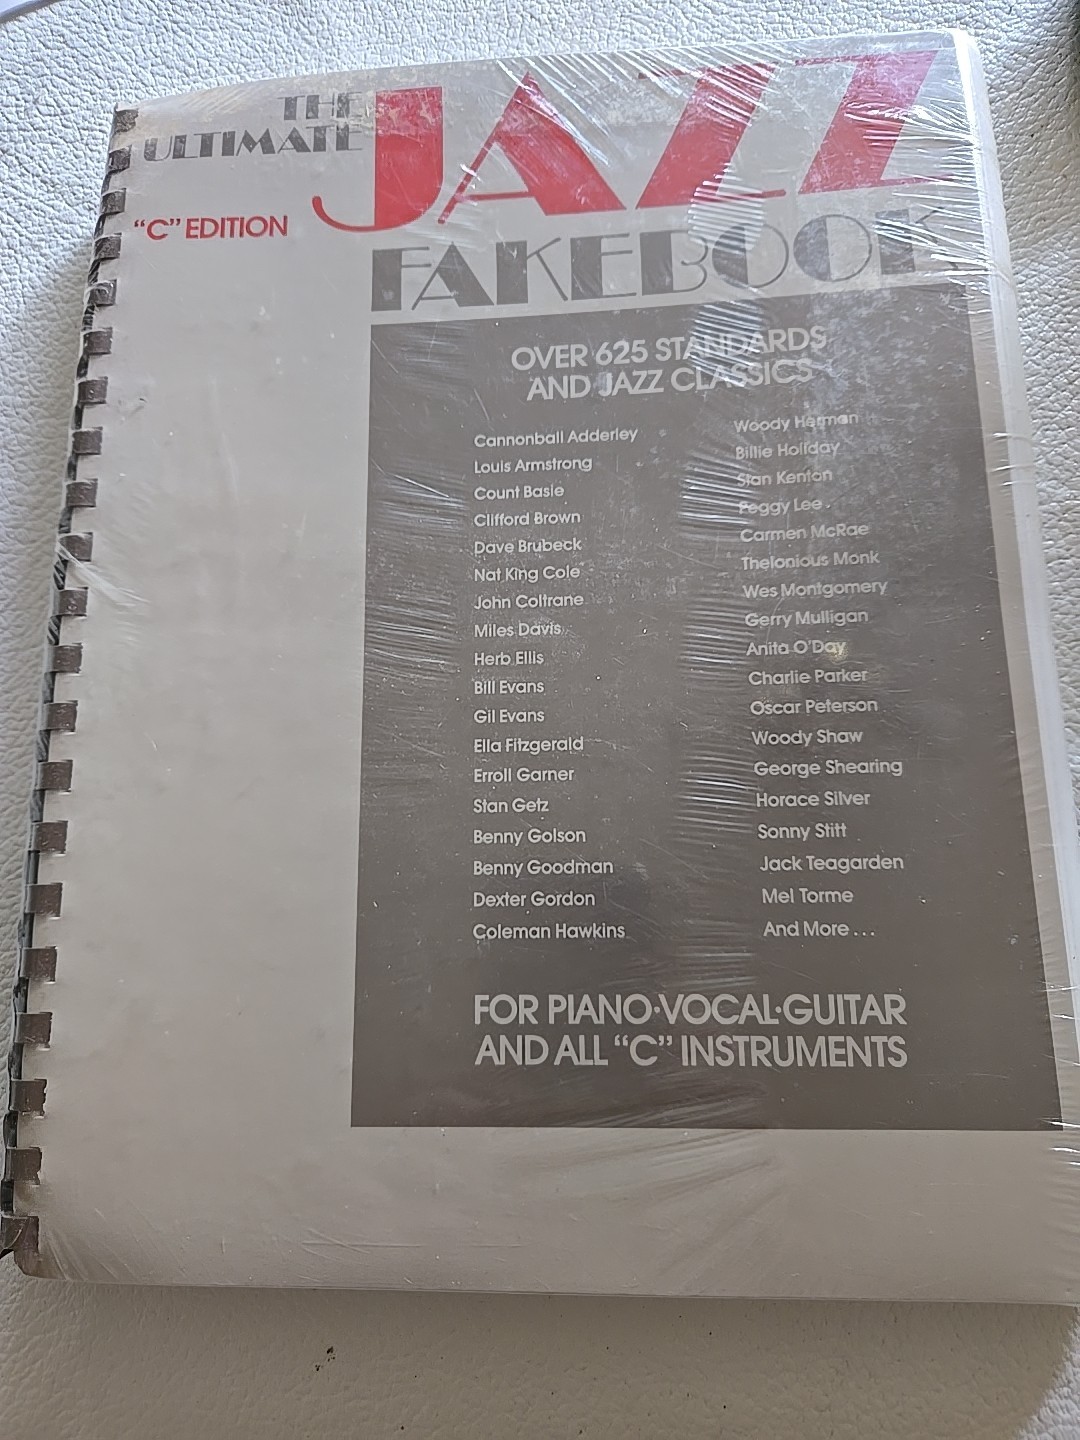 THE
ULTIMATE
JAZZ
"C" EDITION
FAKEBOOK
OVER 625 STANDARDS
AND JAZZ CLASSICS
Cannonball Adderley
Louis Armstrong
Count Basie
Clifford Brown
Dave Brubeck
Nat King Cole
John Coltrane
Miles Davis
Herb Ellis
Bill Evans
Gil Evans
Ella Fitzgerald
Erroll Garner
Stan Getz
Benny Golson
Benny Goodman
Dexter Gordon
Coleman Hawkins
Woody Herman
Billie Holiday
Stan Kenton
Peggy Lee
Carmen McRae
Thelonious Monk
Wes Montgomery
Gerry Mulligan
Anita O'Day
Charlie Parker
Oscar Peterson
Woody Shaw
George Shearing
Horace Silver
Sonny Stitt
Jack Teagarden
Mel Torme
And More...
FOR PIANO·VOCAL·GUITAR
AND ALL "C" INSTRUMENTS